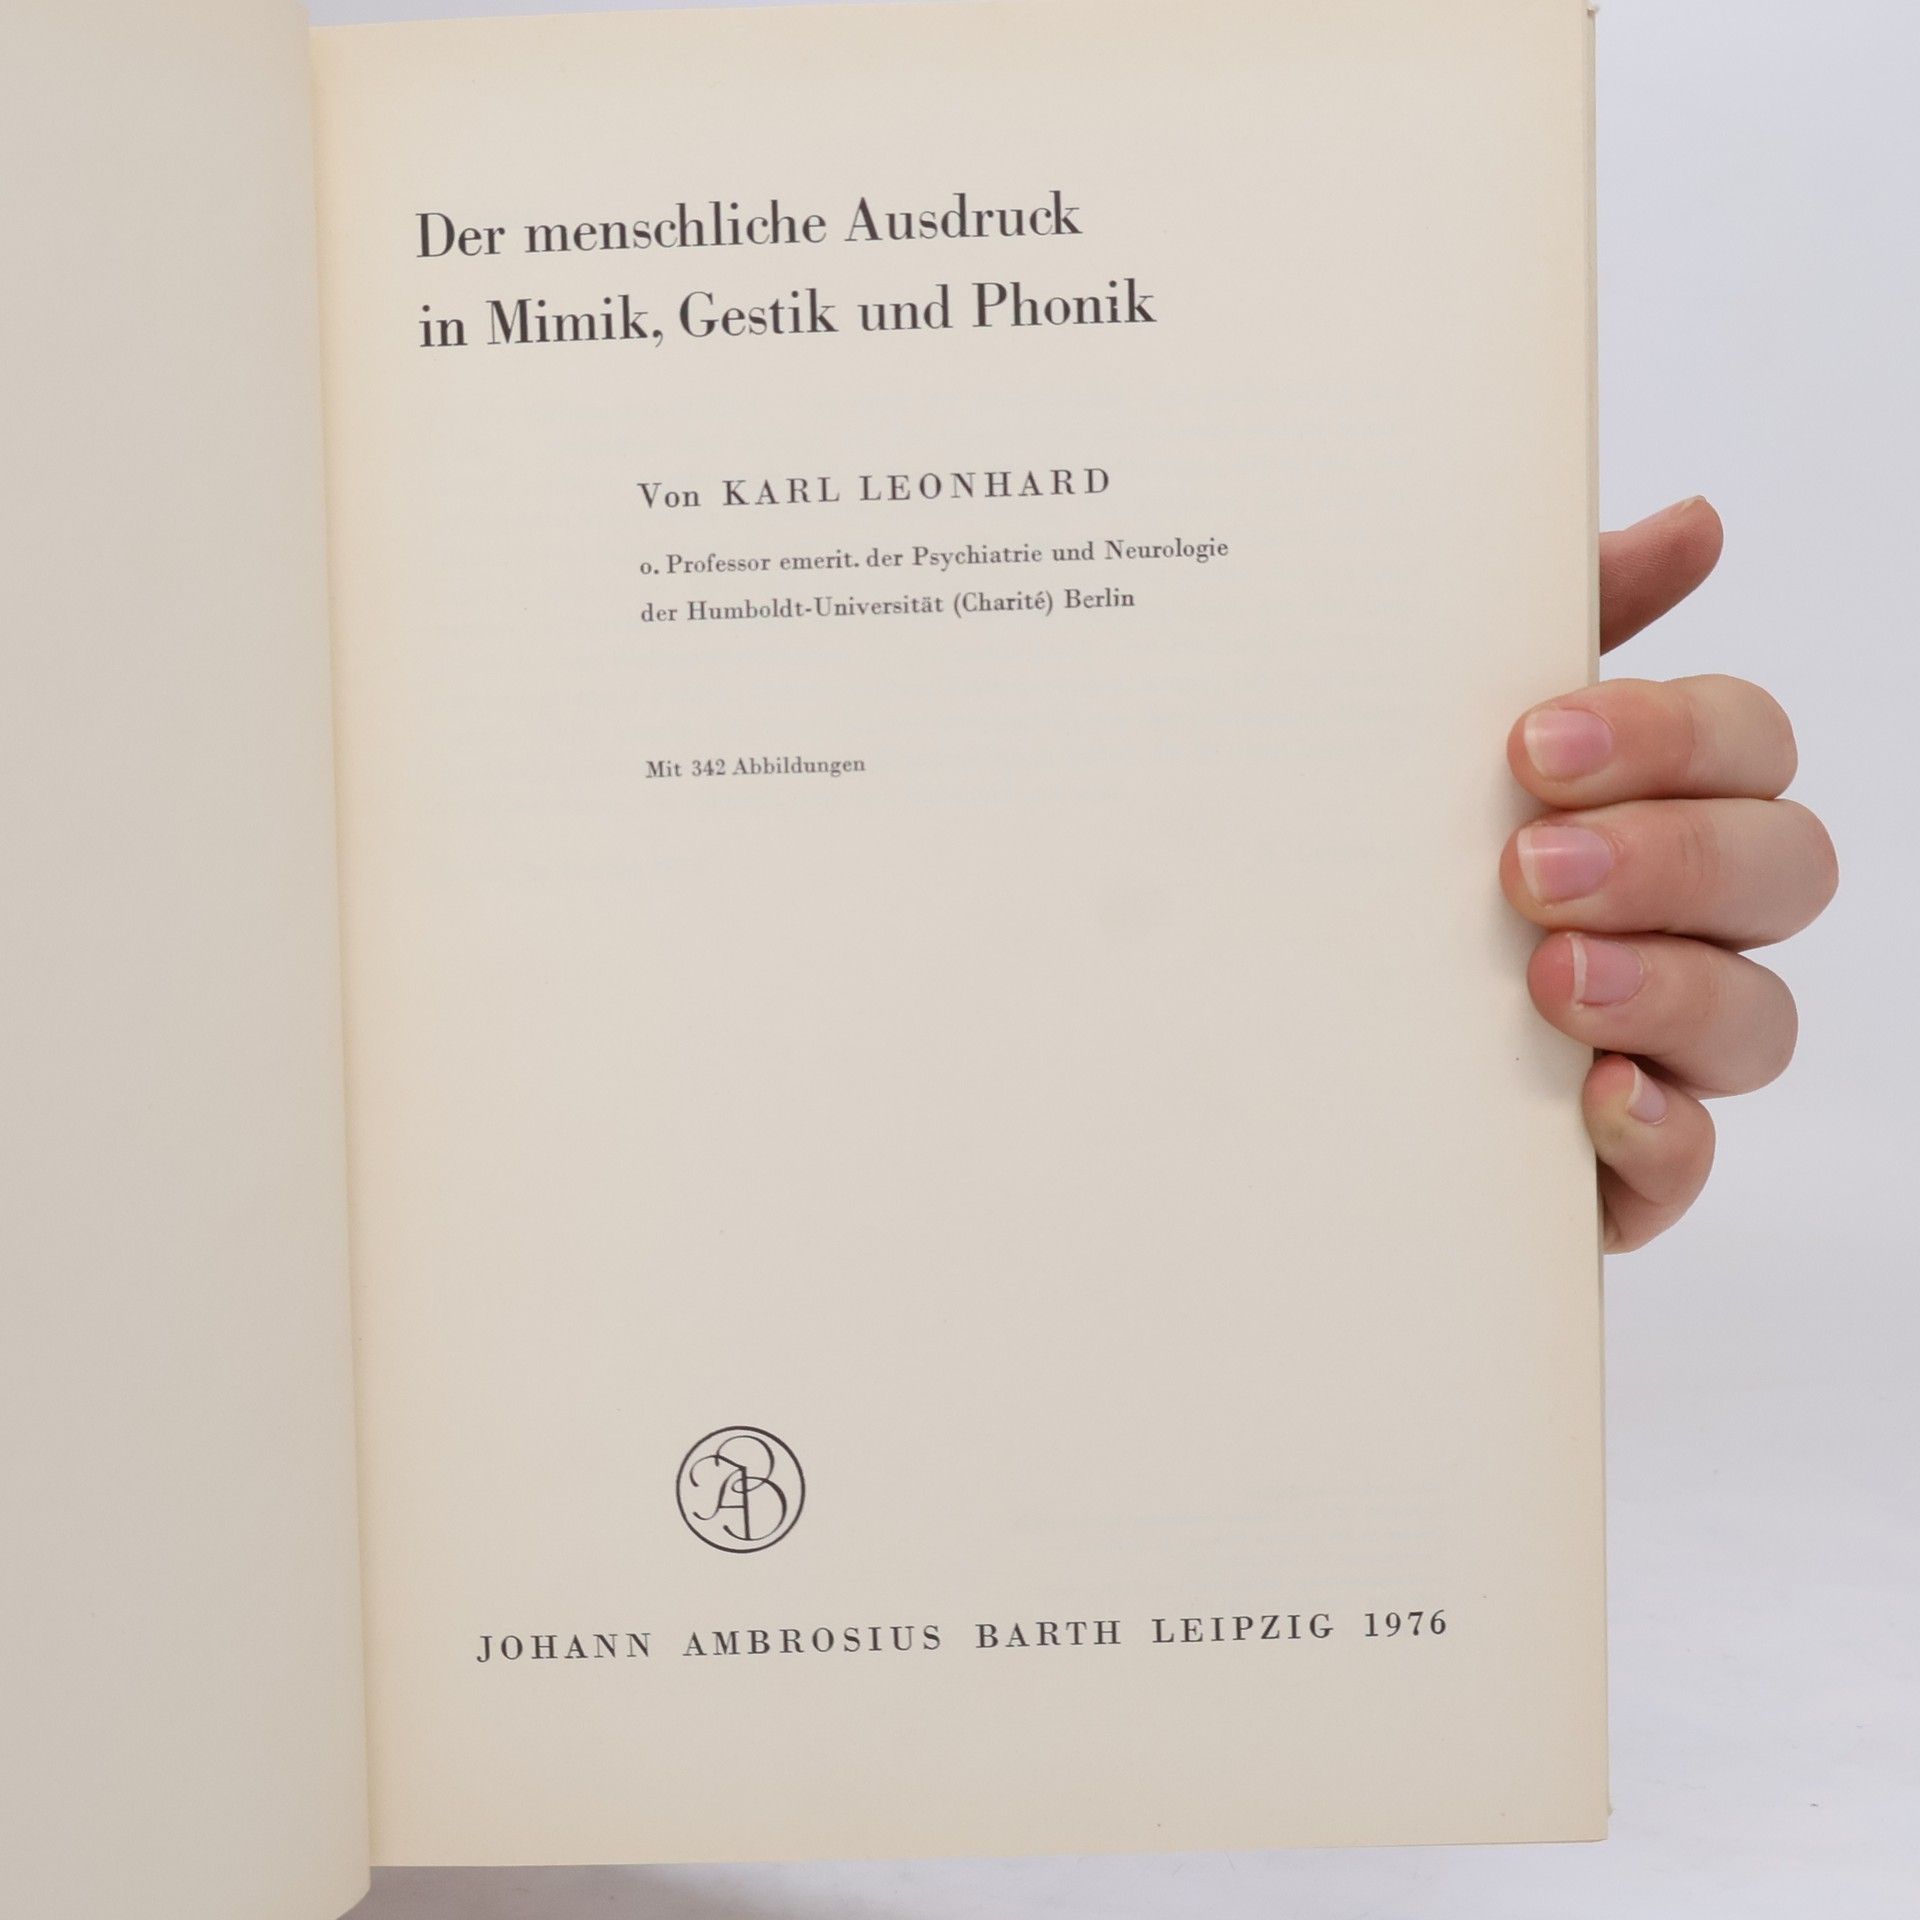 Der menschliche Ausdruck
in Mimik, Gestik und Phonik
Von KARL LEONHARD
o. Professor emerit. der Psychiatrie und Neurologie
der Humboldt-Universität (Charité) Berlin
Mit 342 Abbildungen
JAB
JOHANN AMBROSIUS BARTH LEIPZIG 1976